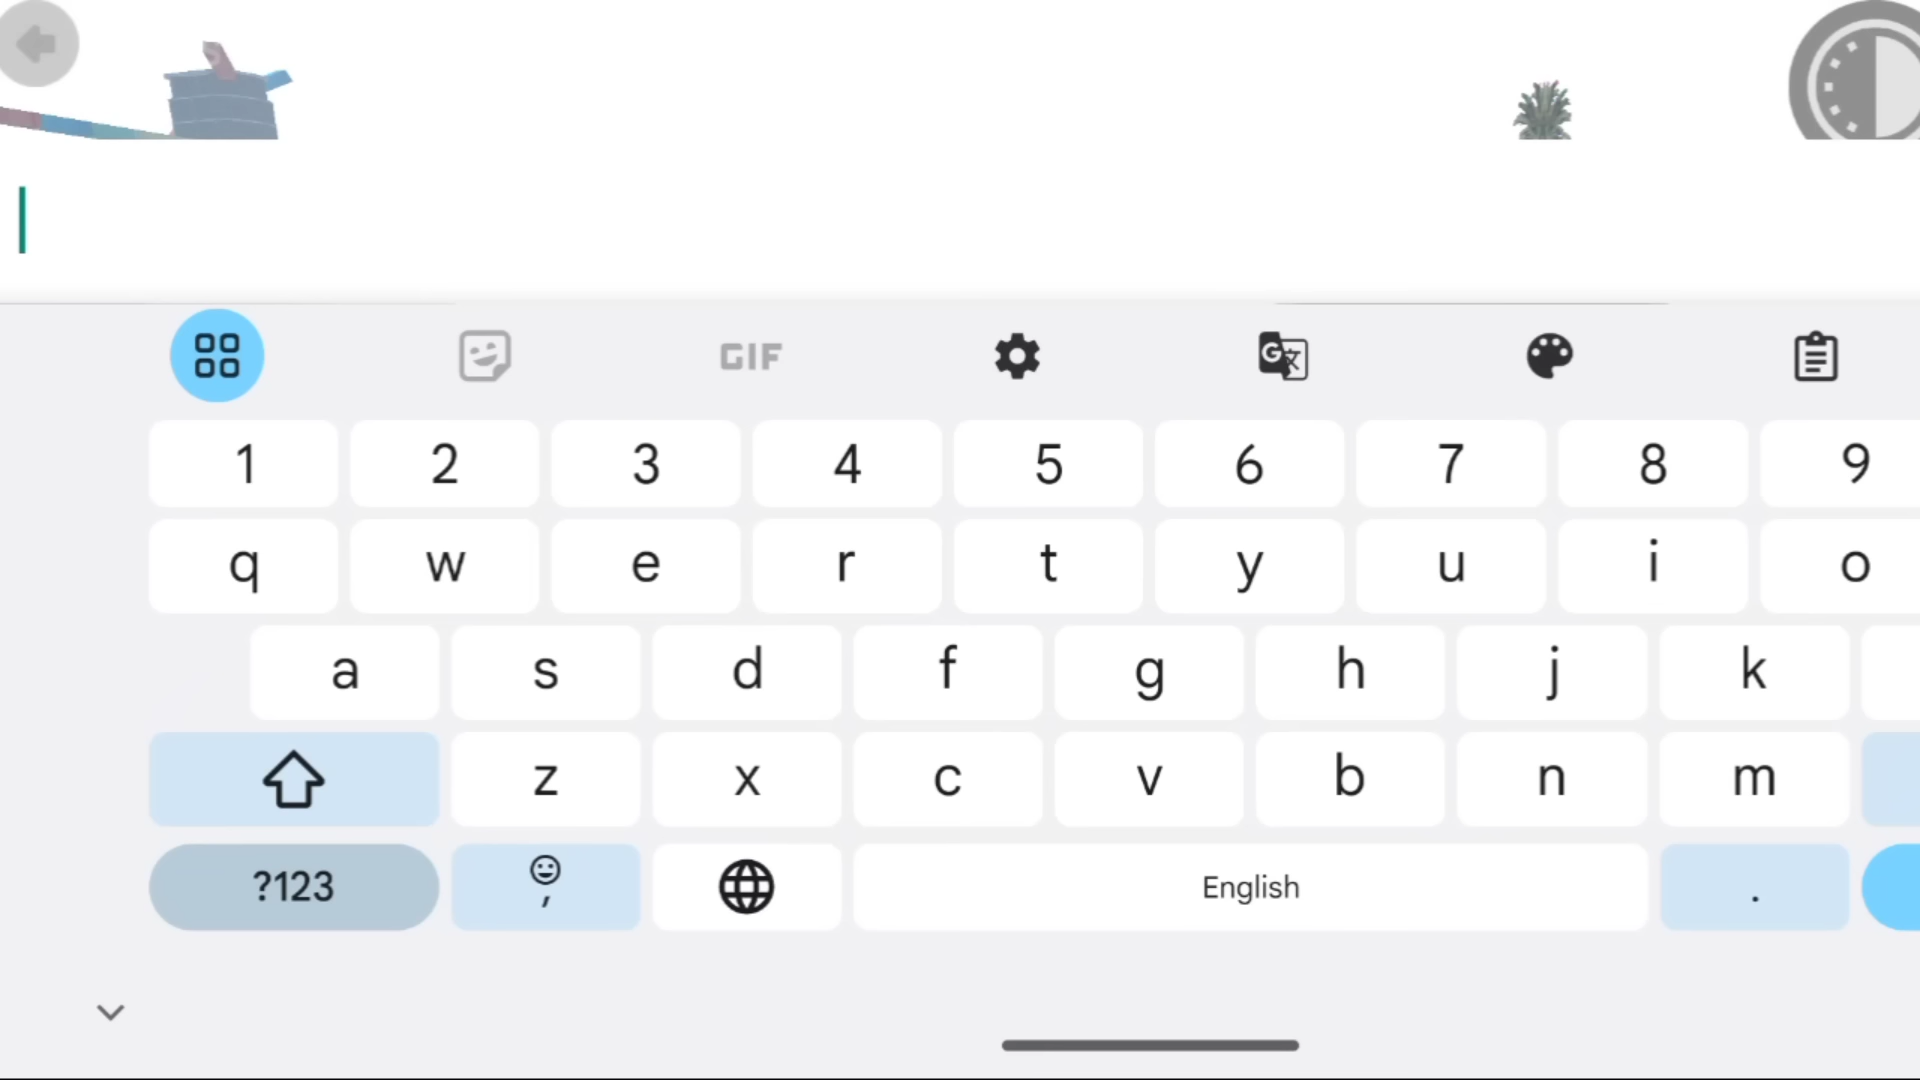 GIF
1 2 3 4 5 6 7 8 9
q w e r t y u i o
a s d f g h j k
z x c v b n m
?123 , English .